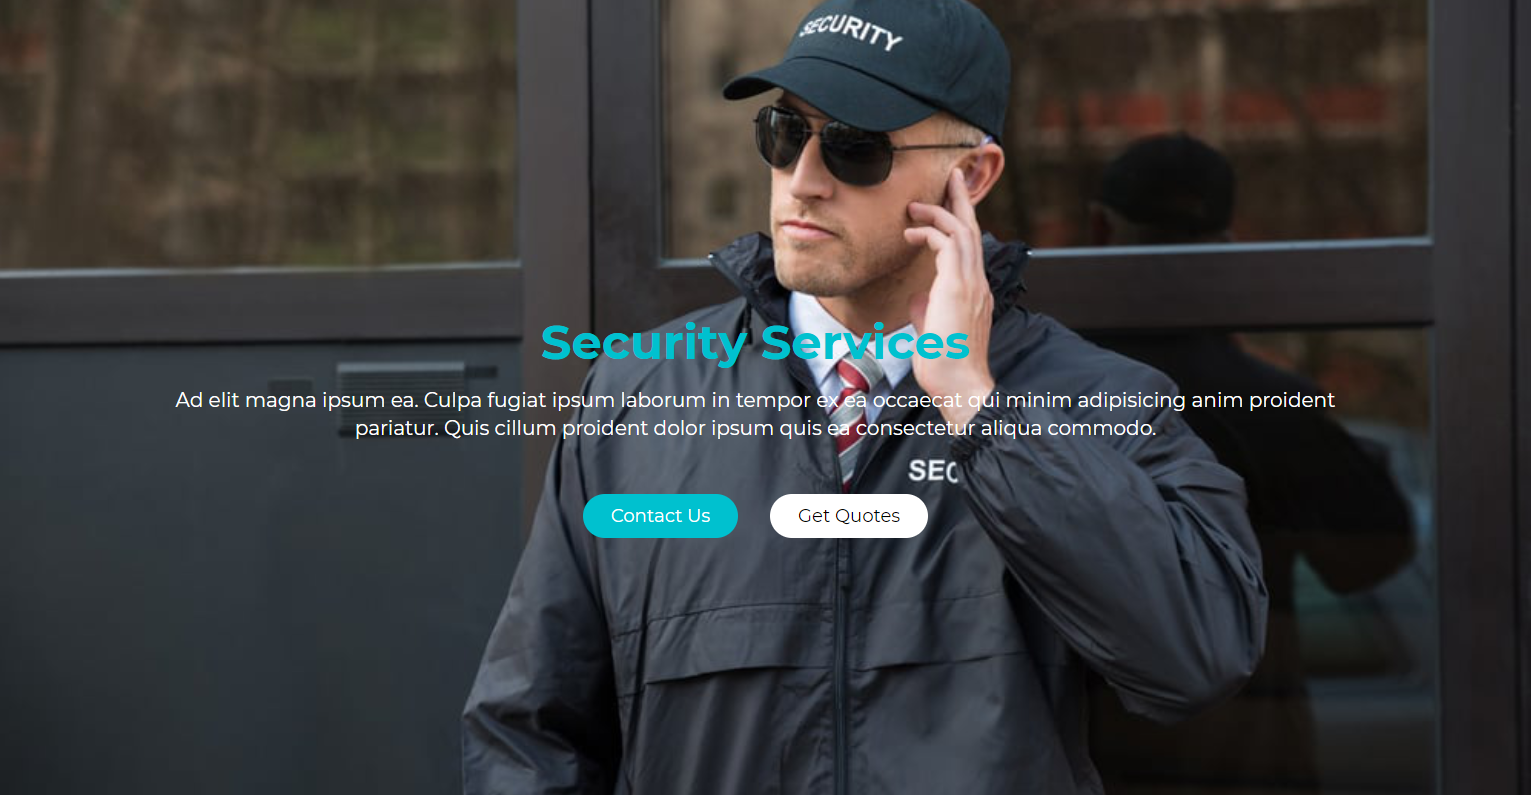 SECURITY
Security Services
Ad elit magna ipsum ea. Culpa fugiat ipsum laborum in tempor ex ea occaecat qui minim adipisicing anim proident
pariatur. Quis cillum proident dolor ipsum quis ea consectetur aliqua commodo.
SEC
Contact Us
Get Quotes